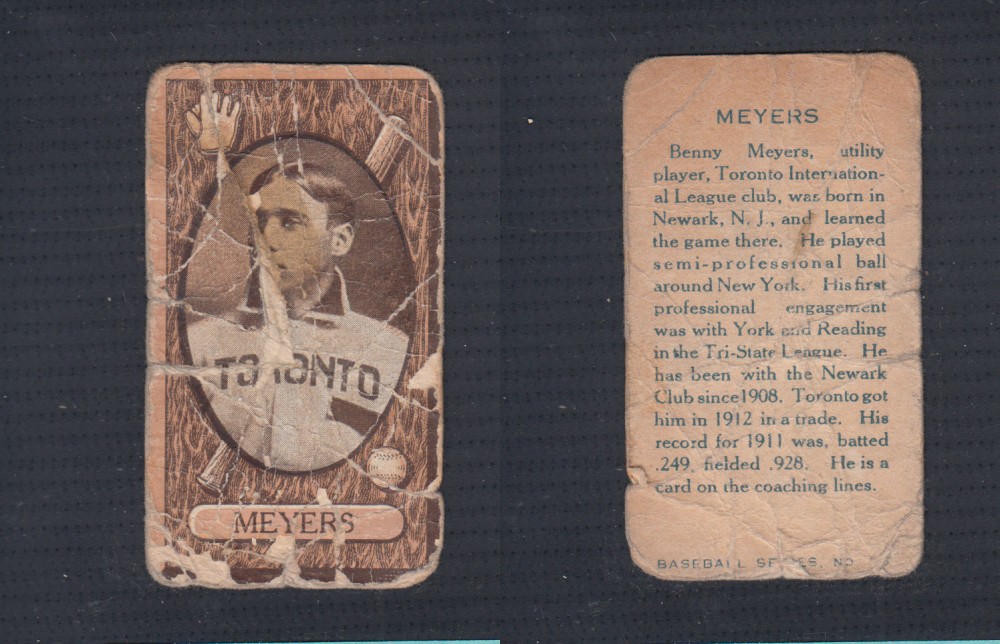 TORONTO
MEYERS
MEYERS
Benny Meyers, utility
player, Toronto Internation-
al League club, was born in
Newark, N. J., and learned
the game there. He played
semi-professional ball
around New York. His first
professional engagement
was with York and Reading
in the Tri-State League. He
has been with the Newark
Club since 1908. Toronto got
him in 1912 in a trade. His
record for 1911 was, batted
.249, fielded .928. He is a
card on the coaching lines.
BASEBALL SERIES, NO